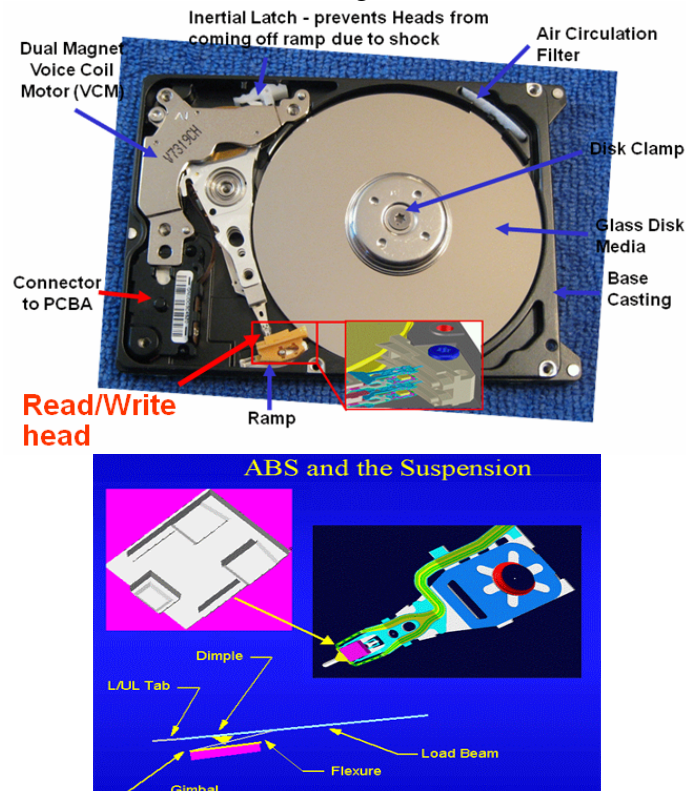 Inertial Latch - prevents Heads from
coming off ramp due to shock
Air Circulation
Filter
Dual Magnet
Voice Coil
Motor (VCM)
V7319CH
Disk Clamp
Glass Disk
Media
Base
Casting
Connector
to PCBA
Read/Write
head
Ramp
ABS and the Suspension
Dimple
L/UL Tab
Load Beam
Flexure
Gimbal